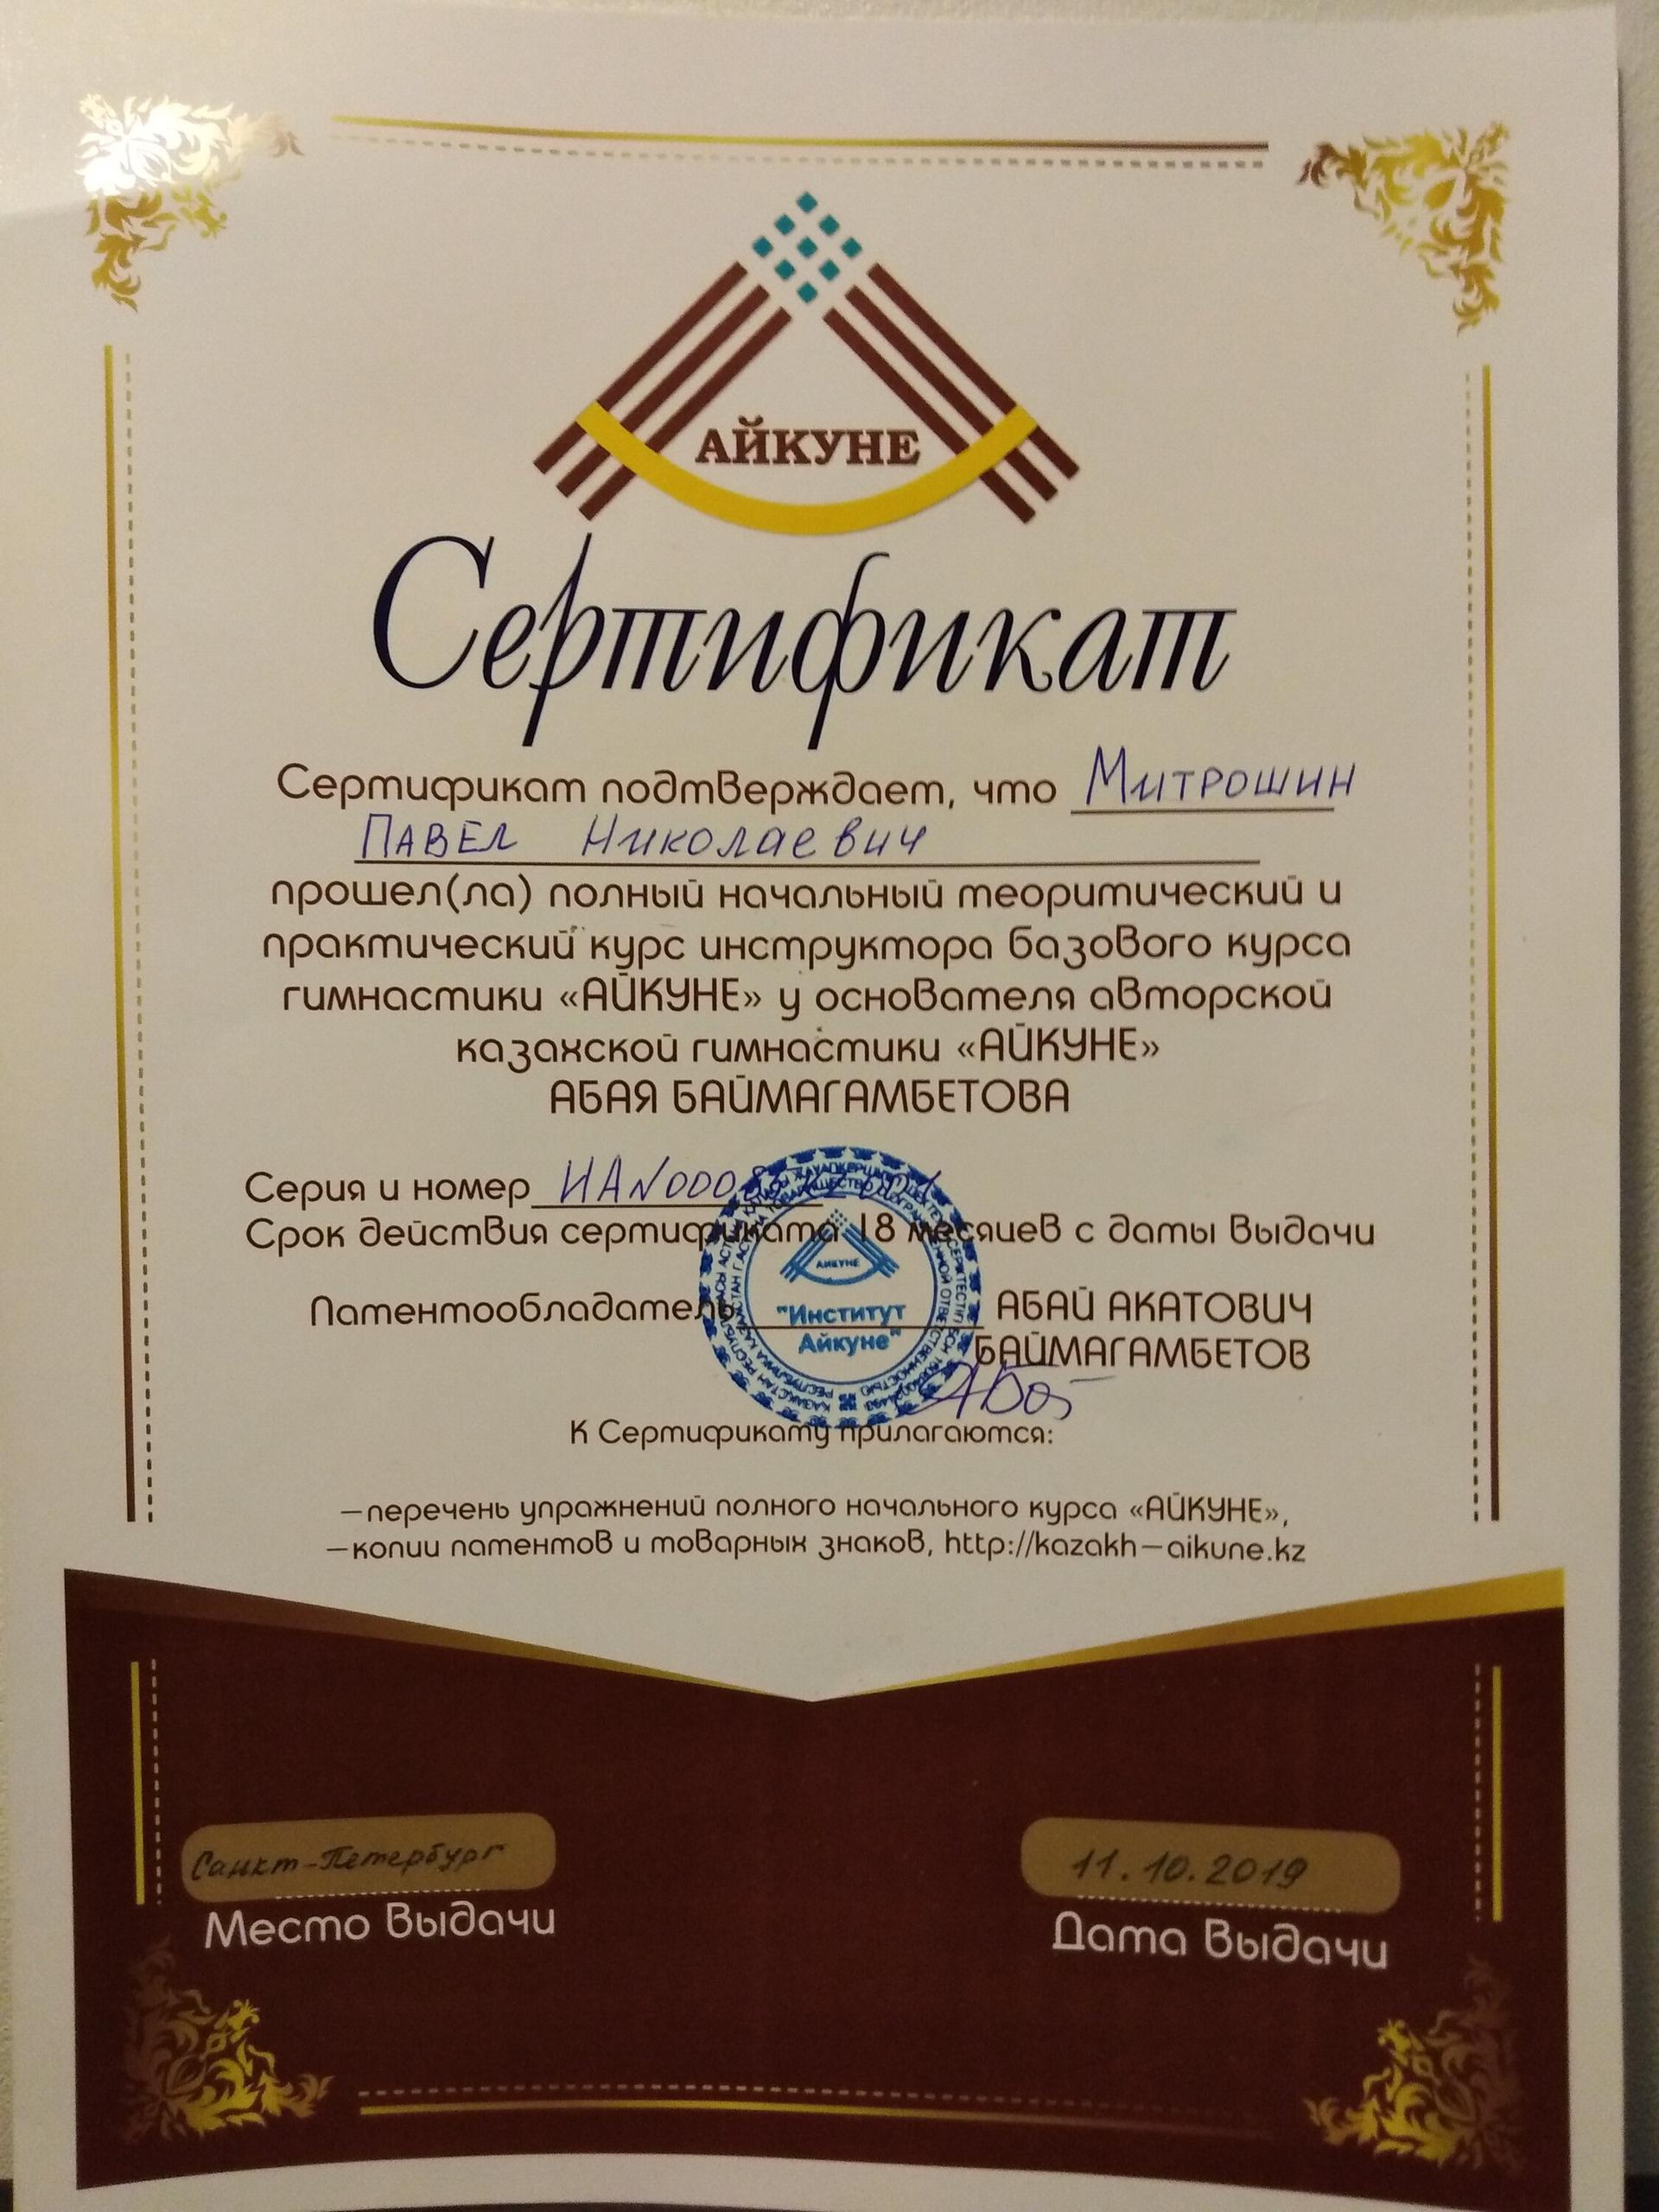 АЙКУНЕ
Сертификат
Сертификат подтверждает, что Митрошин
Павел Николаевич
прошел(ла) полный начальный теоритический и
практический курс инструктора базового курса
гимнастики «АЙКУНЕ» у основателя авторской
казахской гимнастики «АЙКУНЕ»
АБАЯ БАЙМАГАМБЕТОВА
Серия и номер
Срок действия сертификата 18 месяцев с даты выдачи
АЙКУНЕ
Патентообладатель АБАЙ АКАТОВИЧ
"Институт
Айкуне"
БАЙМАГАМБЕТОВ
К Сертификату прилагаются:
—перечень упражнений полного начального курса «АЙКУНЕ»,
—копии патентов и товарных знаков, http://kazakh—aikune.kz
Санкт-Петербург 11.10.2019
Место выдачи Дата выдачи